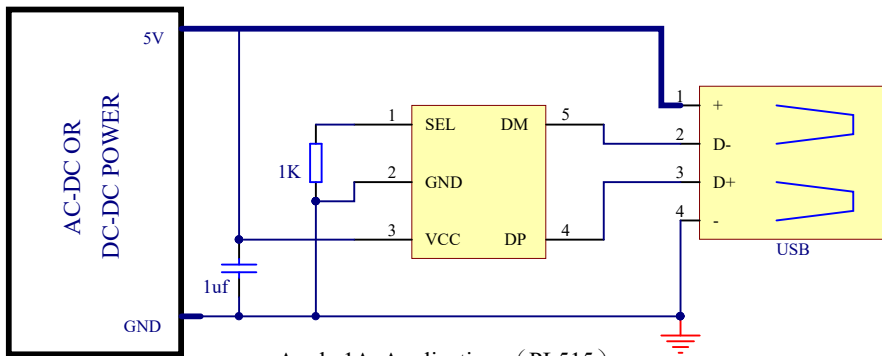 5V
AC-DC OR
DC-DC POWER
GND
1K
1uf
1
2
3
SEL
GND
VCC
DM
DP
5
4
1
2
3
4
+
D-
D+
-
USB